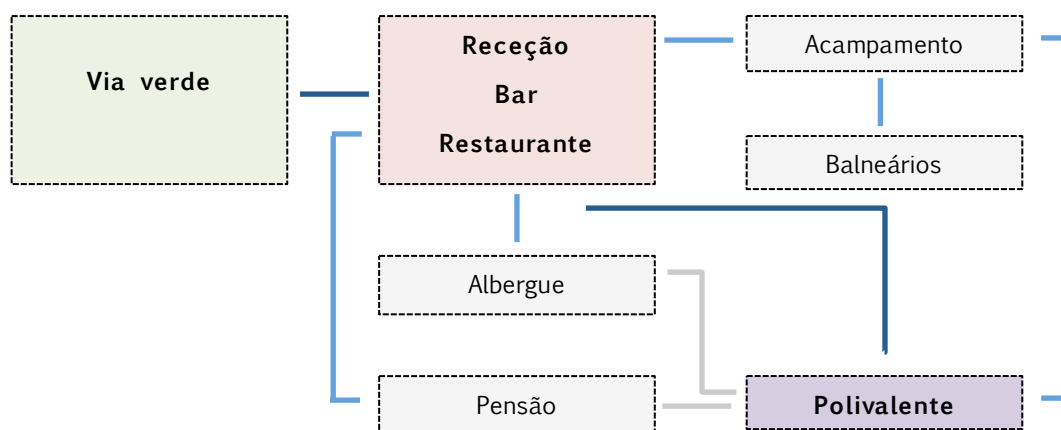 Via verde
Receção
Bar
Restaurante
Acampamento
Balneários
Albergue
Pensão
Polivalente